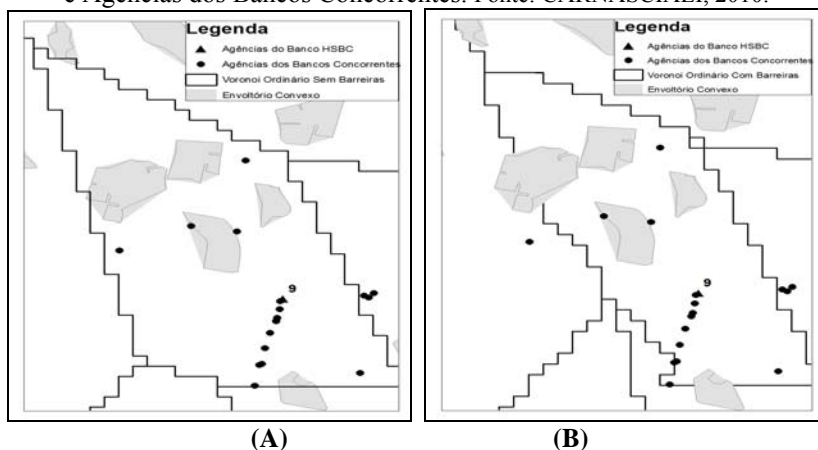 e Agências dos Bancos Concorrentes. Fonte: CARNASCIALI, 2010.
Legenda
Agências do Banco HSBC
Agências dos Bancos Concorrentes
Voronoi Ordinário Sem Barreiras
Envoltório Convexo
9
Legenda
Agências do Banco HSBC
Agências dos Bancos Concorrentes
Voronoi Ordinário Com Barreiras
Envoltório Convexo
9
(A)
(B)